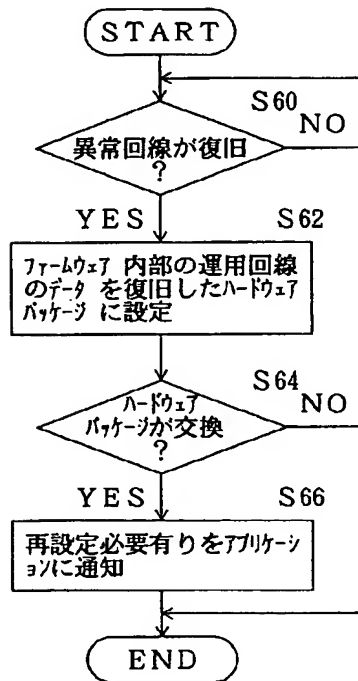 START
S60
NO
異常回線が復旧
?
YES
S62
ファームウェア 内部の運用回線
のデータ を復旧したハードウェア
パッケージ に設定
S64
ハードウェア
NO
パッケージが交換
?
YES
S66
再設定必要有りをアプリケーシ
ョンに通知
END